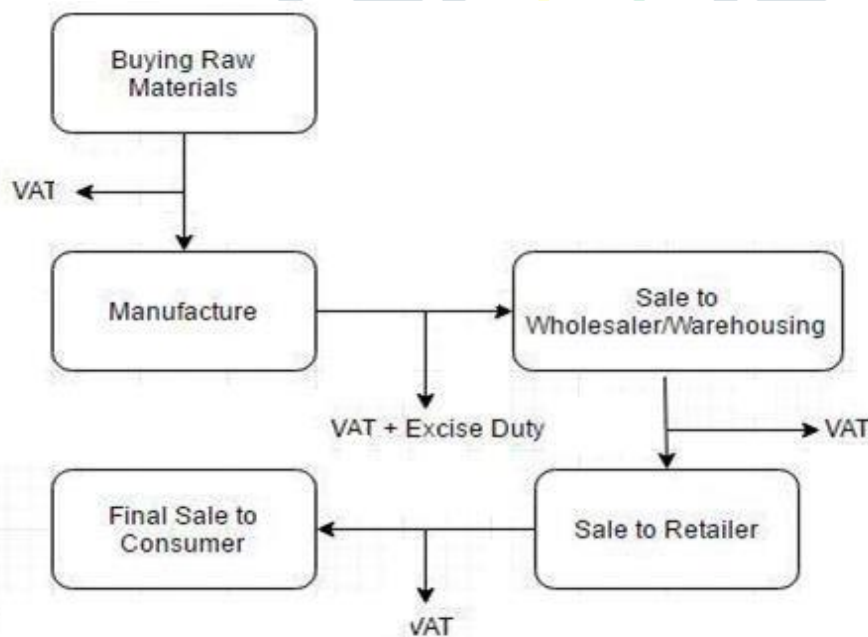 Buying Raw
Materials
VAT
Manufacture
Sale to
Wholesaler/Warehousing
VAT + Excise Duty
VAT
Final Sale to
Consumer
Sale to Retailer
VAT